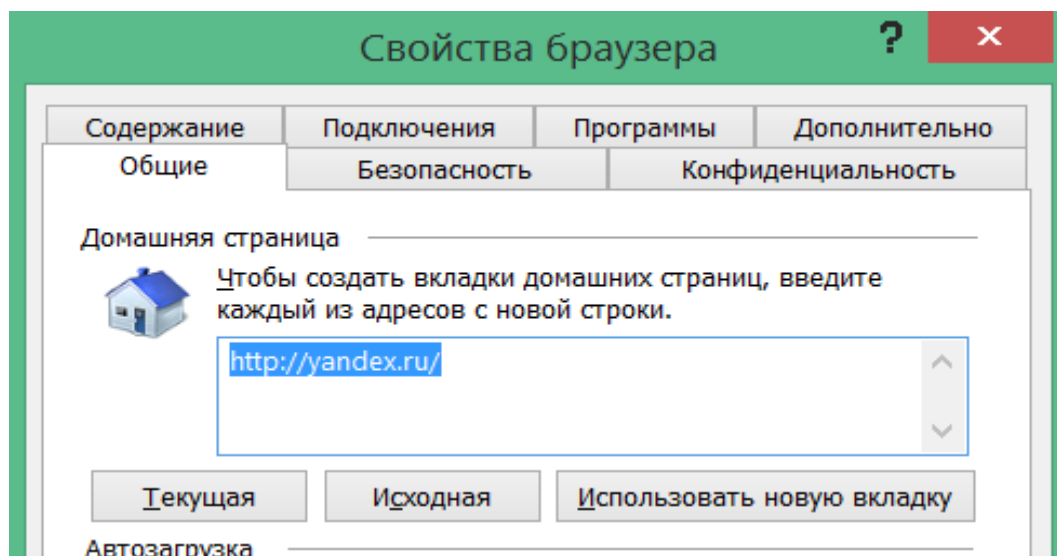 Свойства браузера ?
Содержание Подключения Программы Дополнительно
Общие Безопасность Конфиденциальность
Домашняя страница
Чтобы создать вкладки домашних страниц, введите
каждый из адресов с новой строки.
http://yandex.ru/
Текущая Исходная Использовать новую вкладку
Автозагрузка